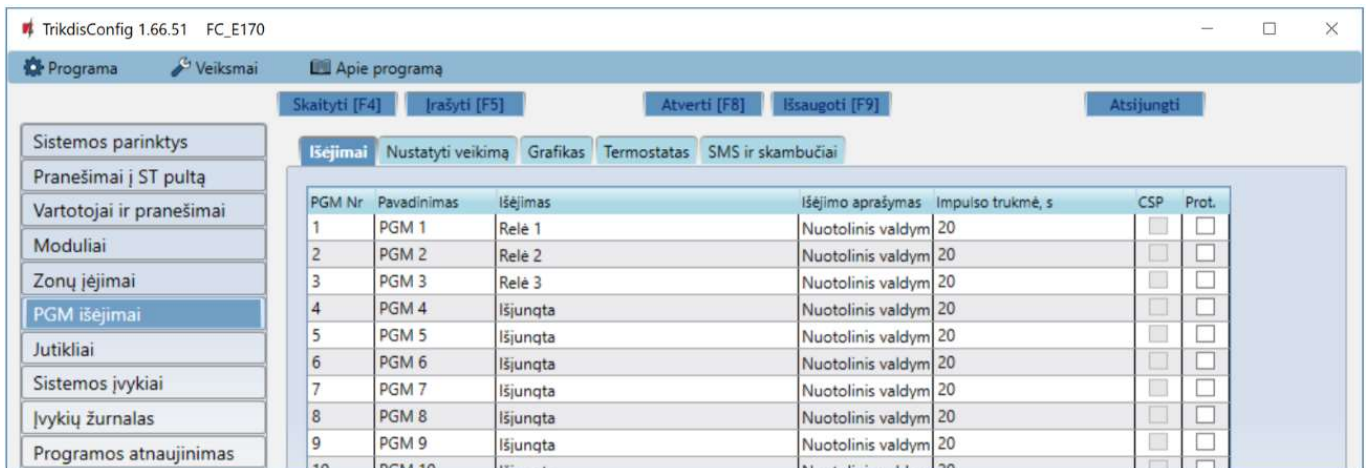 TrikdisConfig 1.66.51 FC_E170
Programa Veiksmai Apie programą
Skaityti [F4] Įrašyti [F5] Atverti [F8] Išsaugoti [F9] Atsijungti
Sistemos parinktys
Pranešimai į ST pultą
Vartotojai ir pranešimai
Moduliai
Zonų įėjimai
PGM išėjimai
Jutikliai
Sistemos įvykiai
Įvykių žurnalas
Programos atnaujinimas
Išėjimai Nustatyti veikimą Grafikas Termostatas SMS ir skambučiai
PGM Nr Pavadinimas Išėjimas Išėjimo aprašymas Impulso trukmė, s CSP Prot.
1 PGM 1 Relė 1 Nuotolinis valdym 20
2 PGM 2 Relė 2 Nuotolinis valdym 20
3 PGM 3 Relė 3 Nuotolinis valdym 20
4 PGM 4 Išjungta Nuotolinis valdym 20
5 PGM 5 Išjungta Nuotolinis valdym 20
6 PGM 6 Išjungta Nuotolinis valdym 20
7 PGM 7 Išjungta Nuotolinis valdym 20
8 PGM 8 Išjungta Nuotolinis valdym 20
9 PGM 9 Išjungta Nuotolinis valdym 20